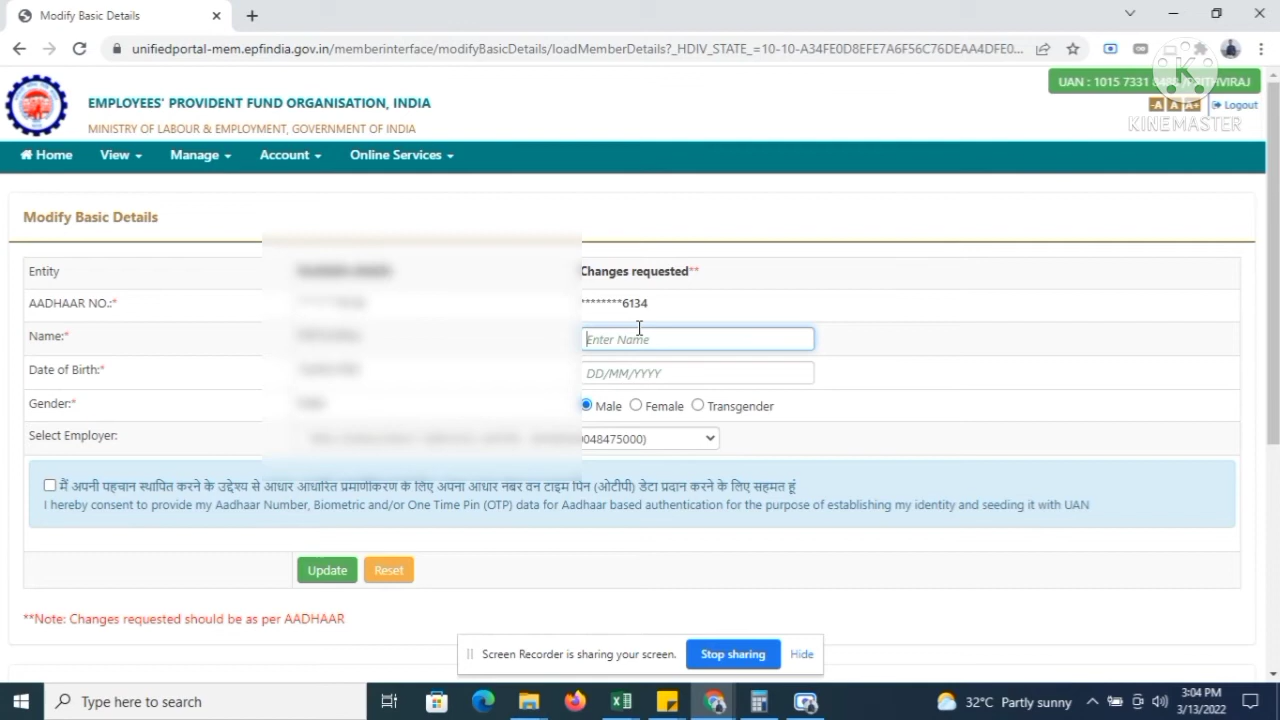 Modify Basic Details
unifiedportal-mem.epfindia.gov.in/memberinterface/modifyBasicDetails/loadMemberDetails?_HDIV_STATE_=10-10-A34FE0D8EFE7A6F56C76DEAA4DFE0...
EMPLOYEES' PROVIDENT FUND ORGANISATION, INDIA
MINISTRY OF LABOUR & EMPLOYMENT, GOVERNMENT OF INDIA
UAN : 1015 7331
-A A A+ Logout
KINEMASTER
Home View Manage Account Online Services
Modify Basic Details
Entity Changes requested**
AADHAAR NO.:* ********6134
Name:* Enter Name
Date of Birth:* DD/MM/YYYY
Gender:* Male Female Transgender
Select Employer: 0048475000)
मैं अपनी पहचान स्थापित करने के उद्देश्य से आधार आधारित प्रमाणीकरण के लिए अपना आधार नंबर वन टाइम पिन (ओटीपी) डेटा प्रदान करने के लिए सहमत हूं
I hereby consent to provide my Aadhaar Number, Biometric and/or One Time Pin (OTP) data for Aadhaar based authentication for the purpose of establishing my identity and seeding it with UAN
Update Reset
**Note: Changes requested should be as per AADHAAR
Screen Recorder is sharing your screen. Stop sharing Hide
Type here to search
32°C Partly sunny
3:04 PM
3/13/2022